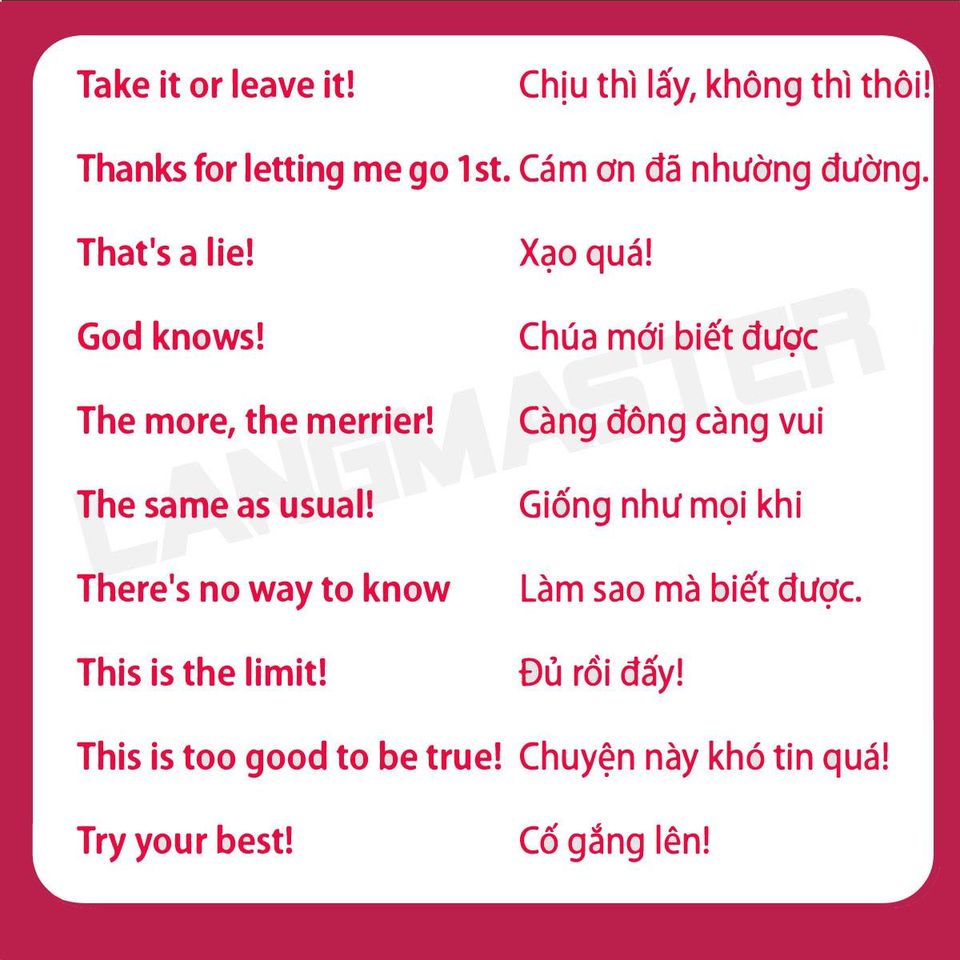 Take it or leave it! Chịu thì lấy, không thì thôi!
Thanks for letting me go 1st. Cám ơn đã nhường đường.
That's a lie! Xạo quá!
God knows! Chúa mới biết được
The more, the merrier! Càng đông càng vui
The same as usual! Giống như mọi khi
There's no way to know Làm sao mà biết được.
This is the limit! Đủ rồi đấy!
This is too good to be true! Chuyện này khó tin quá!
Try your best! Cố gắng lên!
LANGMASTER